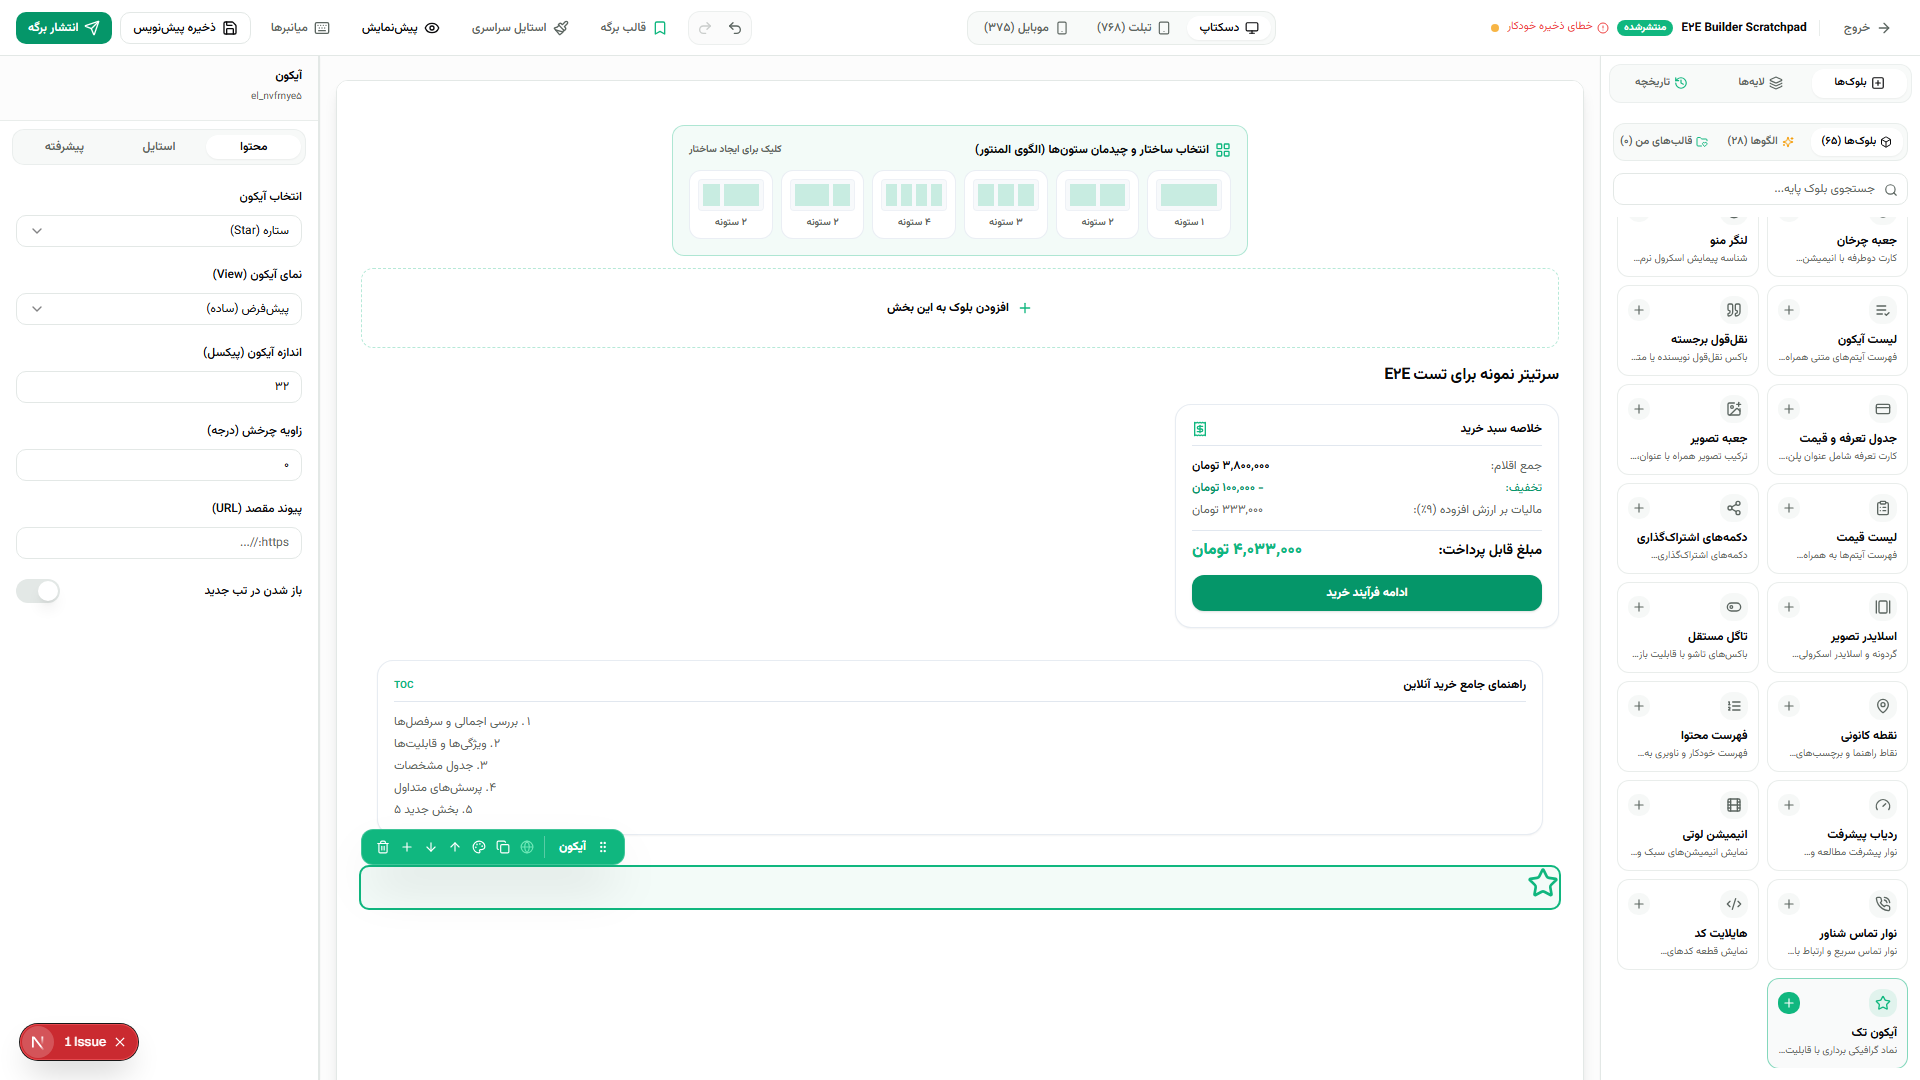 خروج
E2E Builder Scratchpad
منتشرشده
خطای ذخیره خودکار
دسکتاپ
تبلت (۷۶۸)
موبایل (۳۷۵)
قالب برگه
استایل سراسری
پیش‌نمایش
میانبرها
ذخیره پیش‌نویس
انتشار برگه
بلوک‌ها
لایه‌ها
تاریخچه
بلوک‌ها (۶۵)
الگوها (۲۸)
قالب‌های من (۰)
جستجوی بلوک پایه...
جعبه چرخان
کارت دوطرفه با انیمیشن...
لنگر منو
شناسه پیمایش اسکرول نرم...
لیست آیکون
فهرست آیتم‌های متنی همراه...
نقل‌قول برجسته
باکس نقل‌قول نویسنده یا مت...
جدول تعرفه و قیمت
کارت تعرفه شامل عنوان پلن،...
جعبه تصویر
ترکیب تصویر همراه با عنوان،...
لیست قیمت
فهرست آیتم‌ها به همراه...
دکمه‌های اشتراک‌گذاری
دکمه‌های اشتراک‌گذاری...
اسلایدر تصویر
گردونه و اسلایدر اسکرولی...
تاگل مستقل
باکس‌های تاشو با قابلیت باز...
نقطه کانونی
نقاط راهنما و برچسب‌های...
فهرست محتوا
فهرست خودکار و ناوبری به...
ردیاب پیشرفت
نوار پیشرفت مطالعه و...
انیمیشن لوتی
نمایش انیمیشن‌های سبک و...
نوار تماس شناور
نوار تماس سریع و ارتباط با...
هایلایت کد
نمایش قطعه کدهای...
آیکون تک
نماد گرافیکی برداری با قابلیت...
انتخاب ساختار و چیدمان ستون‌ها (الگوی المنتور)
کلیک برای ایجاد ساختار
۱ ستونه
۲ ستونه
۳ ستونه
۴ ستونه
۲ ستونه
۲ ستونه
افزودن بلوک به این بخش
سرتیتر نمونه برای تست E2E
خلاصه سبد خرید
جمع اقلام:
۳,۸۰۰,۰۰۰ تومان
تخفیف:
- ۱۰۰,۰۰۰ تومان
مالیات بر ارزش افزوده (۹٪):
۳۳۳,۰۰۰ تومان
مبلغ قابل پرداخت:
۴,۰۳۳,۰۰۰ تومان
ادامه فرآیند خرید
راهنمای جامع خرید آنلاین
TOC
۱. بررسی اجمالی و سرفصل‌ها
۲. ویژگی‌ها و قابلیت‌ها
۳. جدول مشخصات
۴. پرسش‌های متداول
۵. بخش جدید ۵
آیکون
آیکون
el_nvfrnye5
محتوا
استایل
پیشرفته
انتخاب آیکون
ستاره (Star)
نمای آیکون (View)
پیش‌فرض (ساده)
اندازه آیکون (پیکسل)
۳۲
زاویه چرخش (درجه)
۰
پیوند مقصد (URL)
https://...
باز شدن در تب جدید
1 Issue